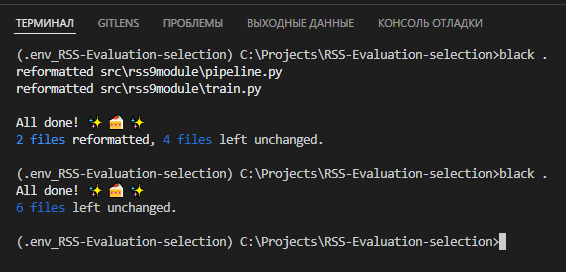 ТЕРМИНАЛ GITLENS ПРОБЛЕМЫ ВЫХОДНЫЕ ДАННЫЕ КОНСОЛЬ ОТЛАДКИ
(.env_RSS-Evaluation-selection) C:\Projects\RSS-Evaluation-selection>black .
reformatted src\rss9module\pipeline.py
reformatted src\rss9module\train.py
All done! ✨ 🍰 ✨
2 files reformatted, 4 files left unchanged.
(.env_RSS-Evaluation-selection) C:\Projects\RSS-Evaluation-selection>black .
All done! ✨ 🍰 ✨
6 files left unchanged.
(.env_RSS-Evaluation-selection) C:\Projects\RSS-Evaluation-selection>